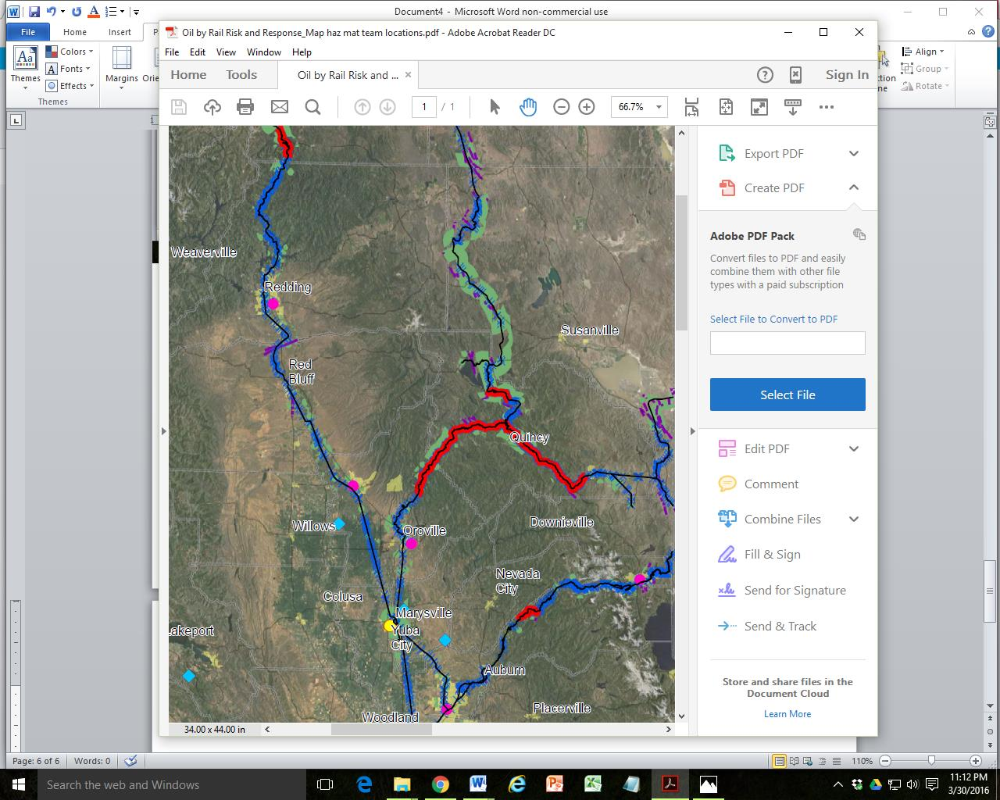 Document4 - Microsoft Word non-commercial use
File Home Insert
Oil by Rail Risk and Response_Map haz mat team locations.pdf - Adobe Acrobat Reader DC
File Edit View Window Help
Themes
Colors
Fonts
Effects
Margins
Themes
Align
Group
Rotate
Home Tools Oil by Rail Risk and ... × Sign In
1 / 1 66.7%
Weaverville
Redding
Susanville
Red
Bluff
Quincy
Willows
Downieville
Oroville
Nevada
City
Colusa
Marysville
Yuba
City
Auburn
Woodland
Placerville
34.00 x 44.00 in
Export PDF
Create PDF
Adobe PDF Pack
Convert files to PDF and easily
combine them with other file
types with a paid subscription
Select File to Convert to PDF
Select File
Edit PDF
Comment
Combine Files
Fill & Sign
Send for Signature
Send & Track
Store and share files in the
Document Cloud
Learn More
Page: 6 of 6 Words: 0 110%
Search the web and Windows
11:12 PM
3/30/2016